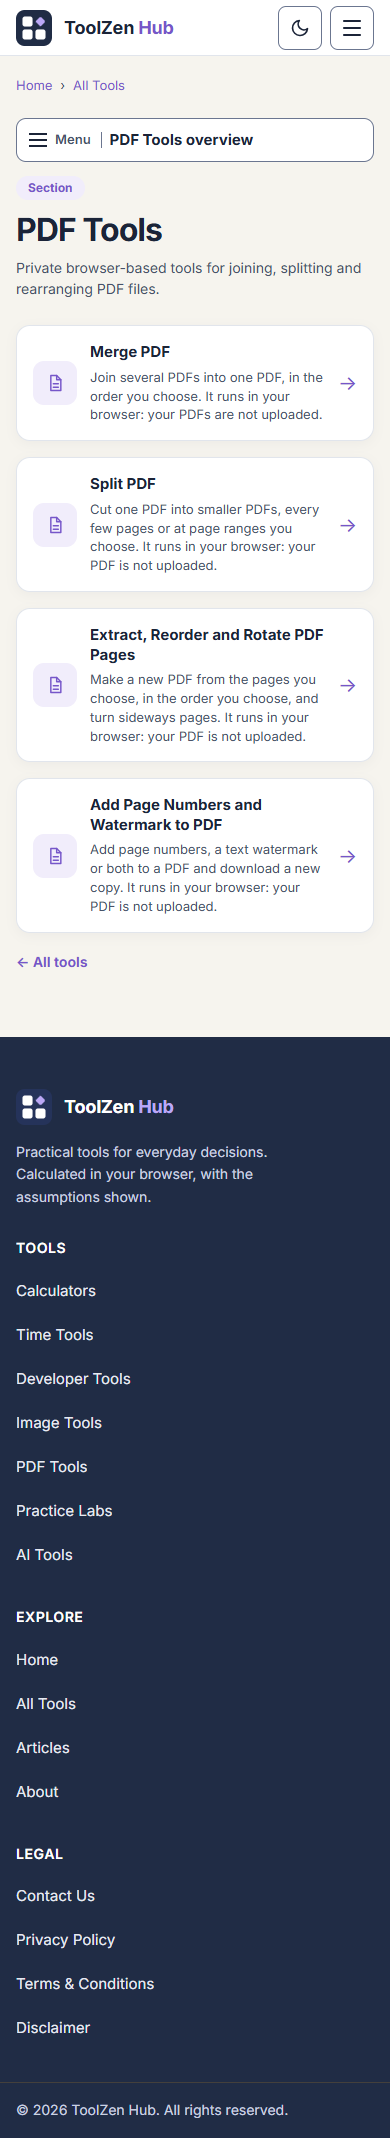 ToolZen Hub
Home › All Tools
Menu | PDF Tools overview
Section
PDF Tools
Private browser-based tools for joining, splitting and
rearranging PDF files.
Merge PDF
Join several PDFs into one PDF, in the
order you choose. It runs in your
browser: your PDFs are not uploaded.
→
Split PDF
Cut one PDF into smaller PDFs, every
few pages or at page ranges you
choose. It runs in your browser: your
PDF is not uploaded.
→
Extract, Reorder and Rotate PDF
Pages
Make a new PDF from the pages you
choose, in the order you choose, and
turn sideways pages. It runs in your
browser: your PDF is not uploaded.
→
Add Page Numbers and
Watermark to PDF
Add page numbers, a text watermark
or both to a PDF and download a new
copy. It runs in your browser: your
PDF is not uploaded.
→
← All tools
ToolZen Hub
Practical tools for everyday decisions.
Calculated in your browser, with the
assumptions shown.
TOOLS
Calculators
Time Tools
Developer Tools
Image Tools
PDF Tools
Practice Labs
AI Tools
EXPLORE
Home
All Tools
Articles
About
LEGAL
Contact Us
Privacy Policy
Terms & Conditions
Disclaimer
© 2026 ToolZen Hub. All rights reserved.